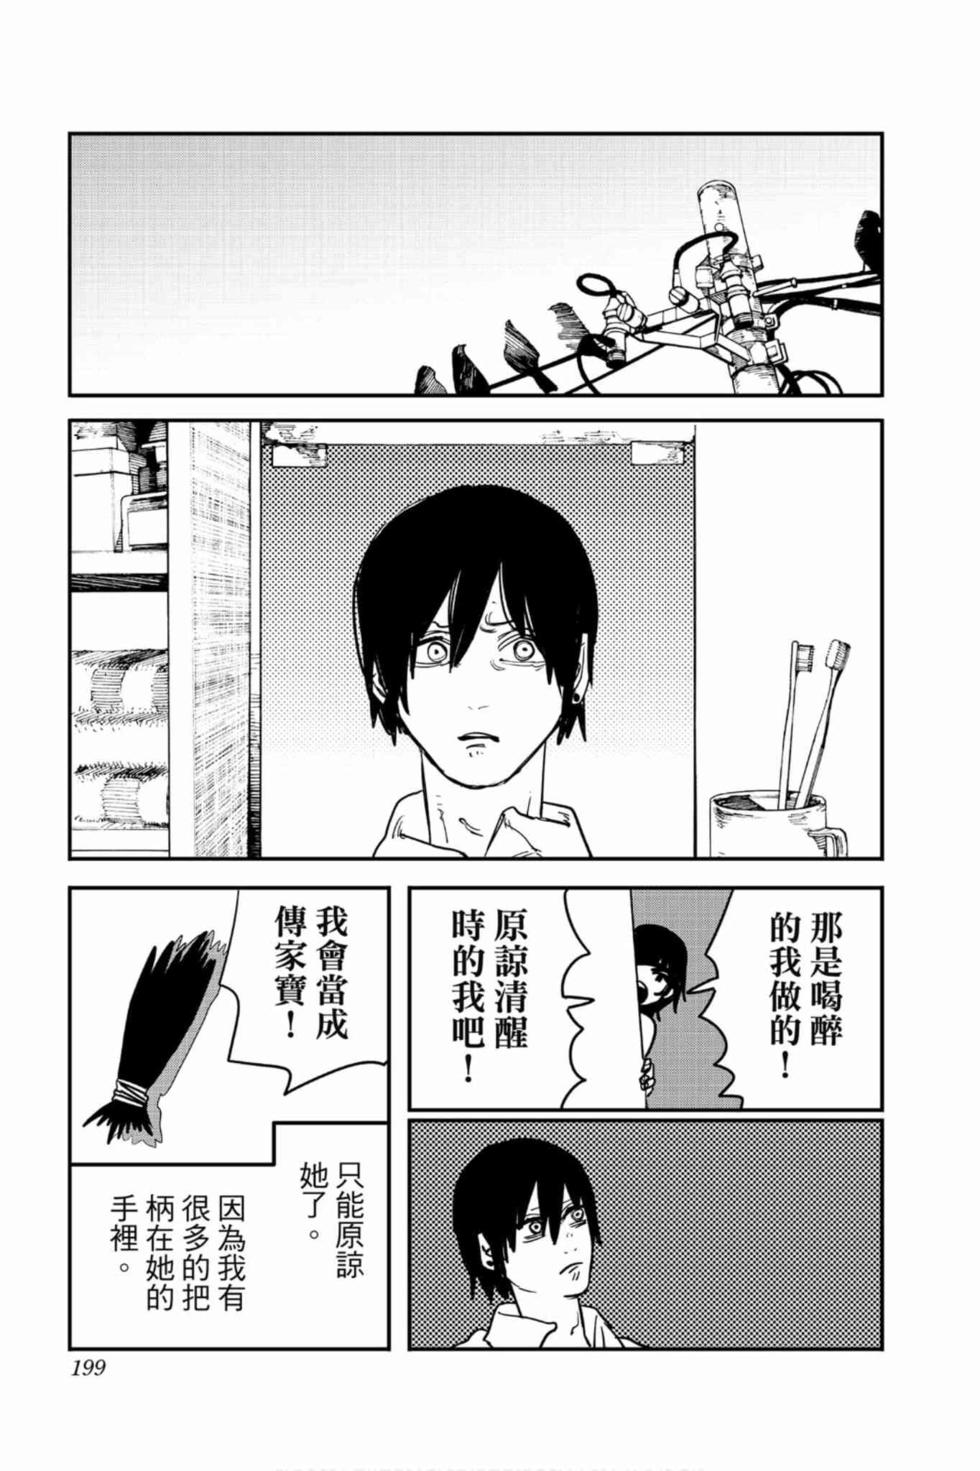 那是喝醉
的我做的！
原諒清醒
時的我吧！
我會當成
傳家寶！
只能原諒
她了。
因為我有
很多的把
柄在她的
手裡。
199